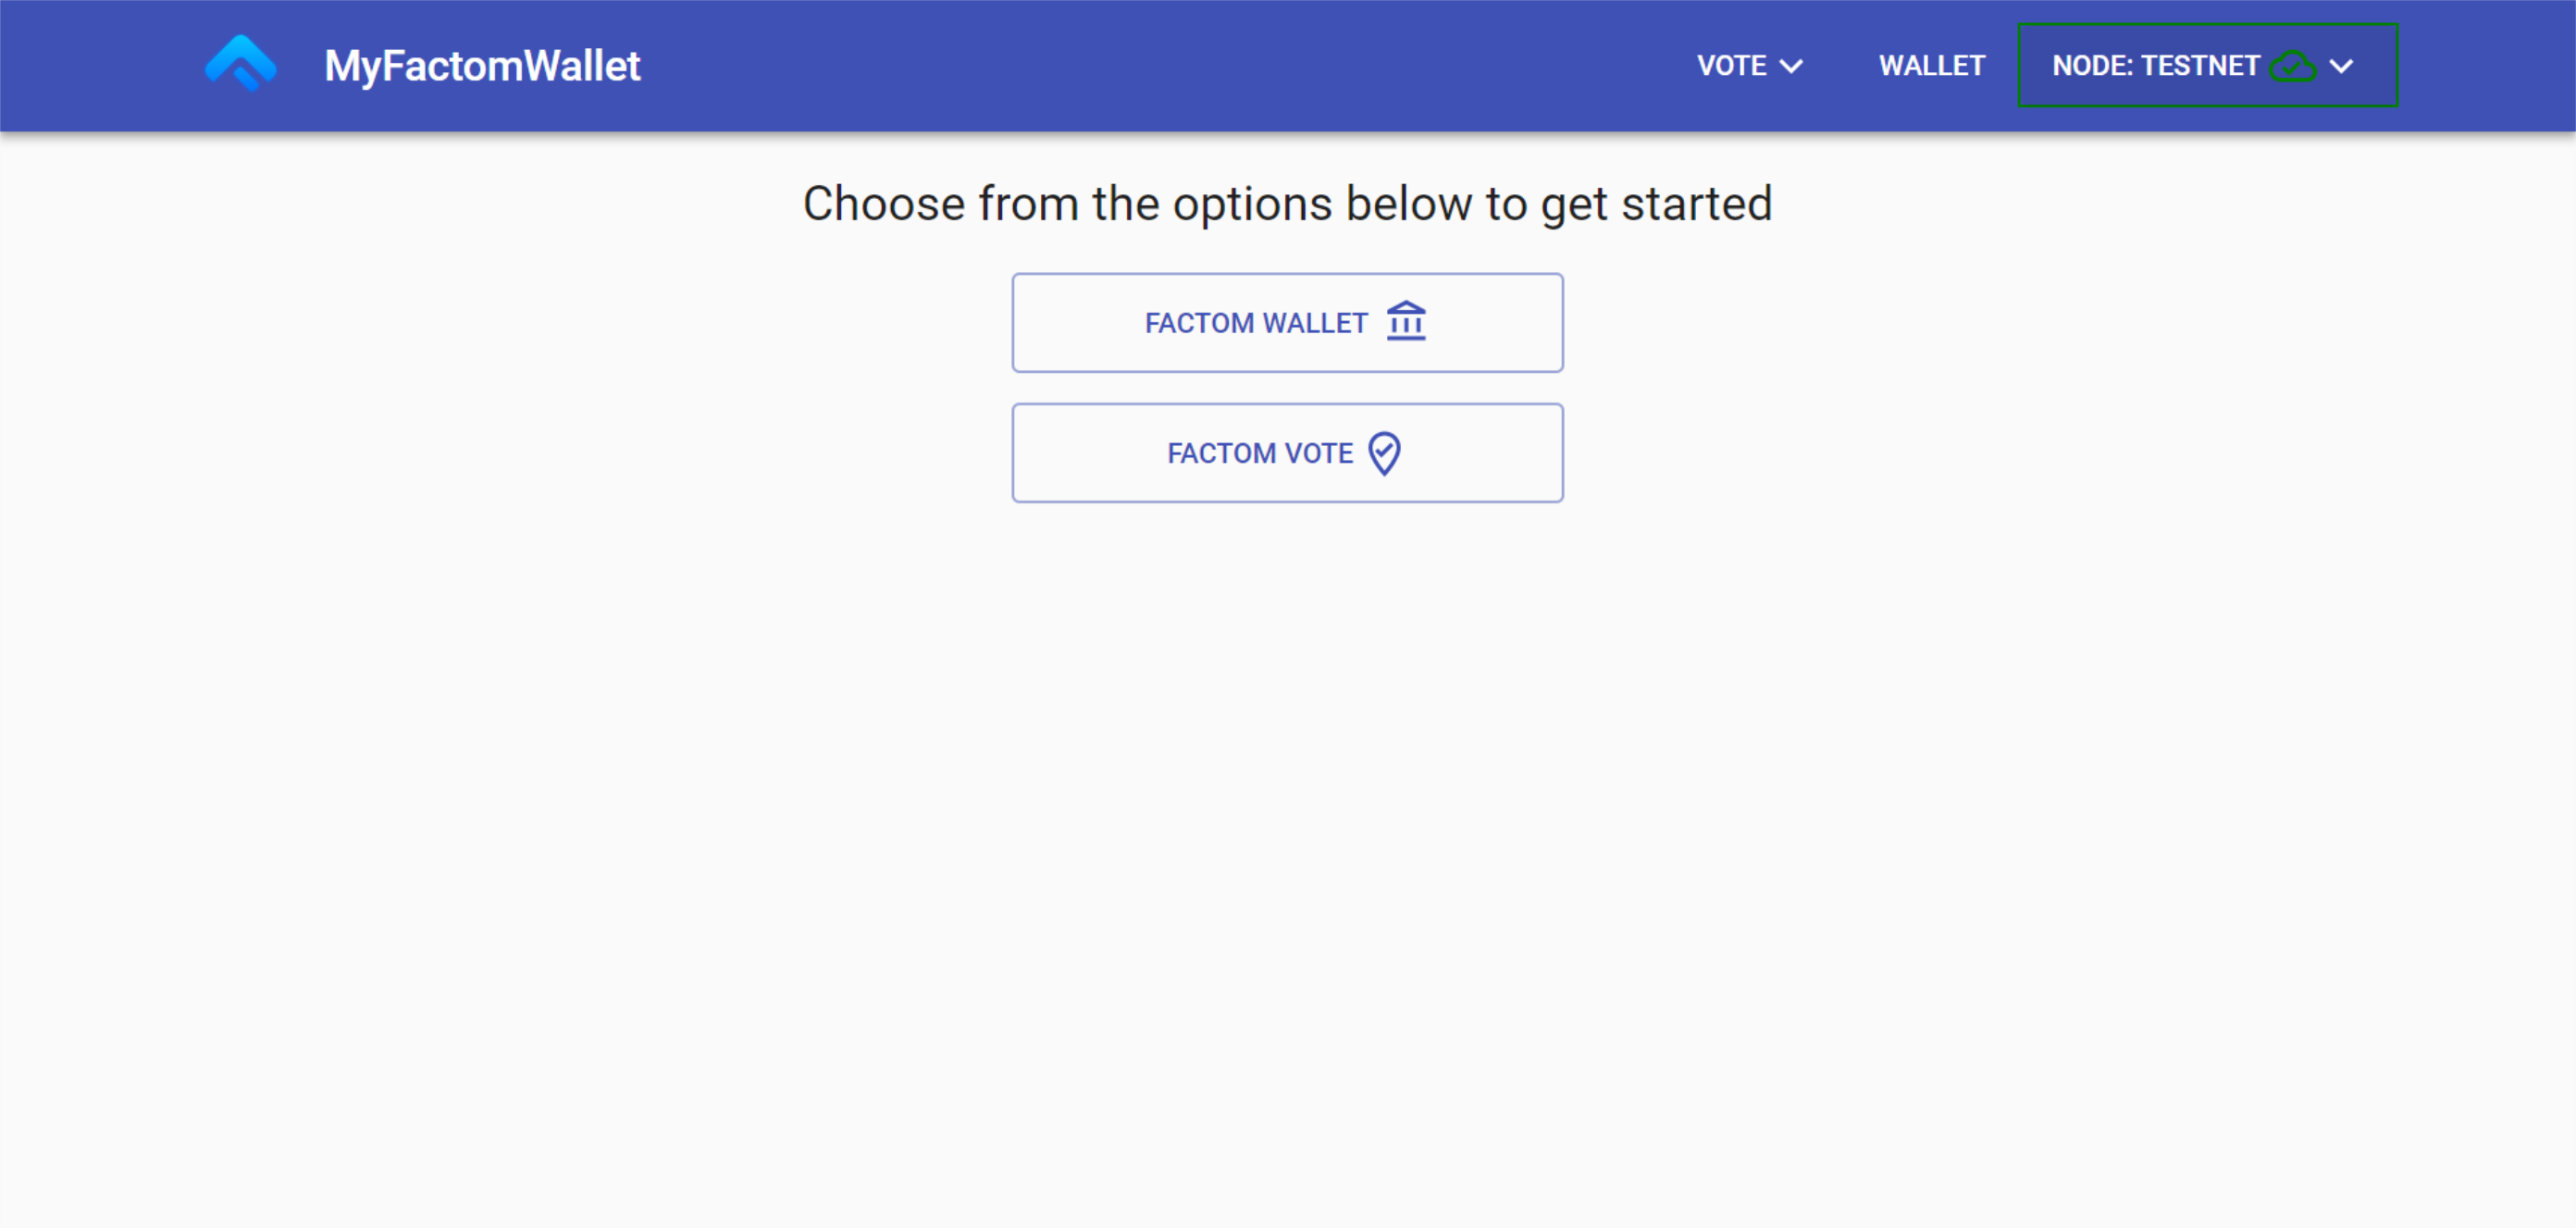 MyFactomWallet
VOTE
WALLET
NODE: TESTNET
Choose from the options below to get started
FACTOM WALLET
FACTOM VOTE